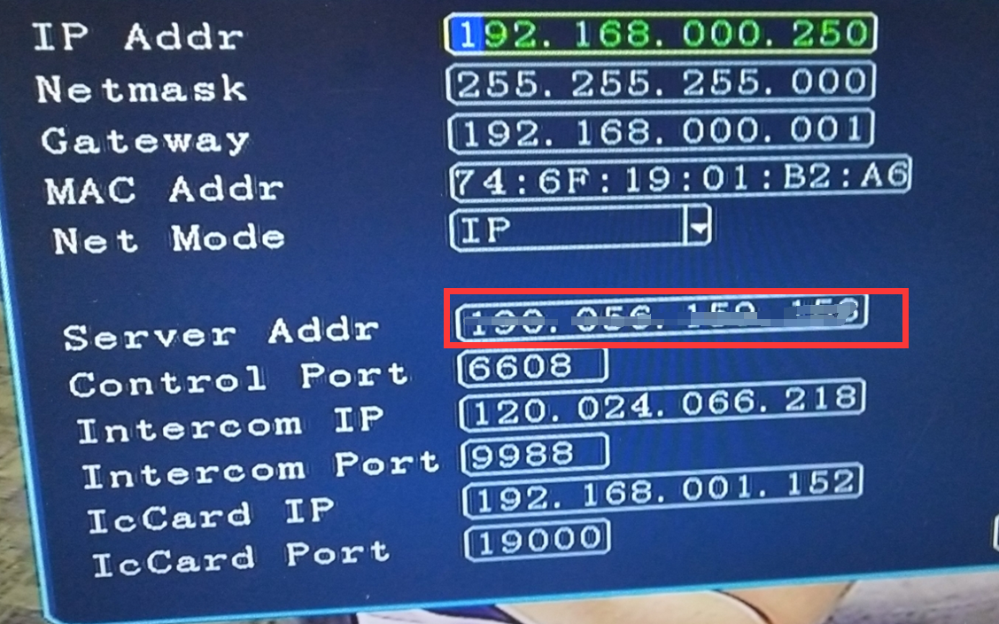 IP Addr 192.168.000.250
Netmask 255.255.255.000
Gateway 192.168.000.001
MAC Addr 74:6F:19:01:B2:A6
Net Mode IP
Server Addr
Control Port 6608
Intercom IP 120.024.066.218
Intercom Port 9988
IcCard IP 192.168.001.152
IcCard Port 19000